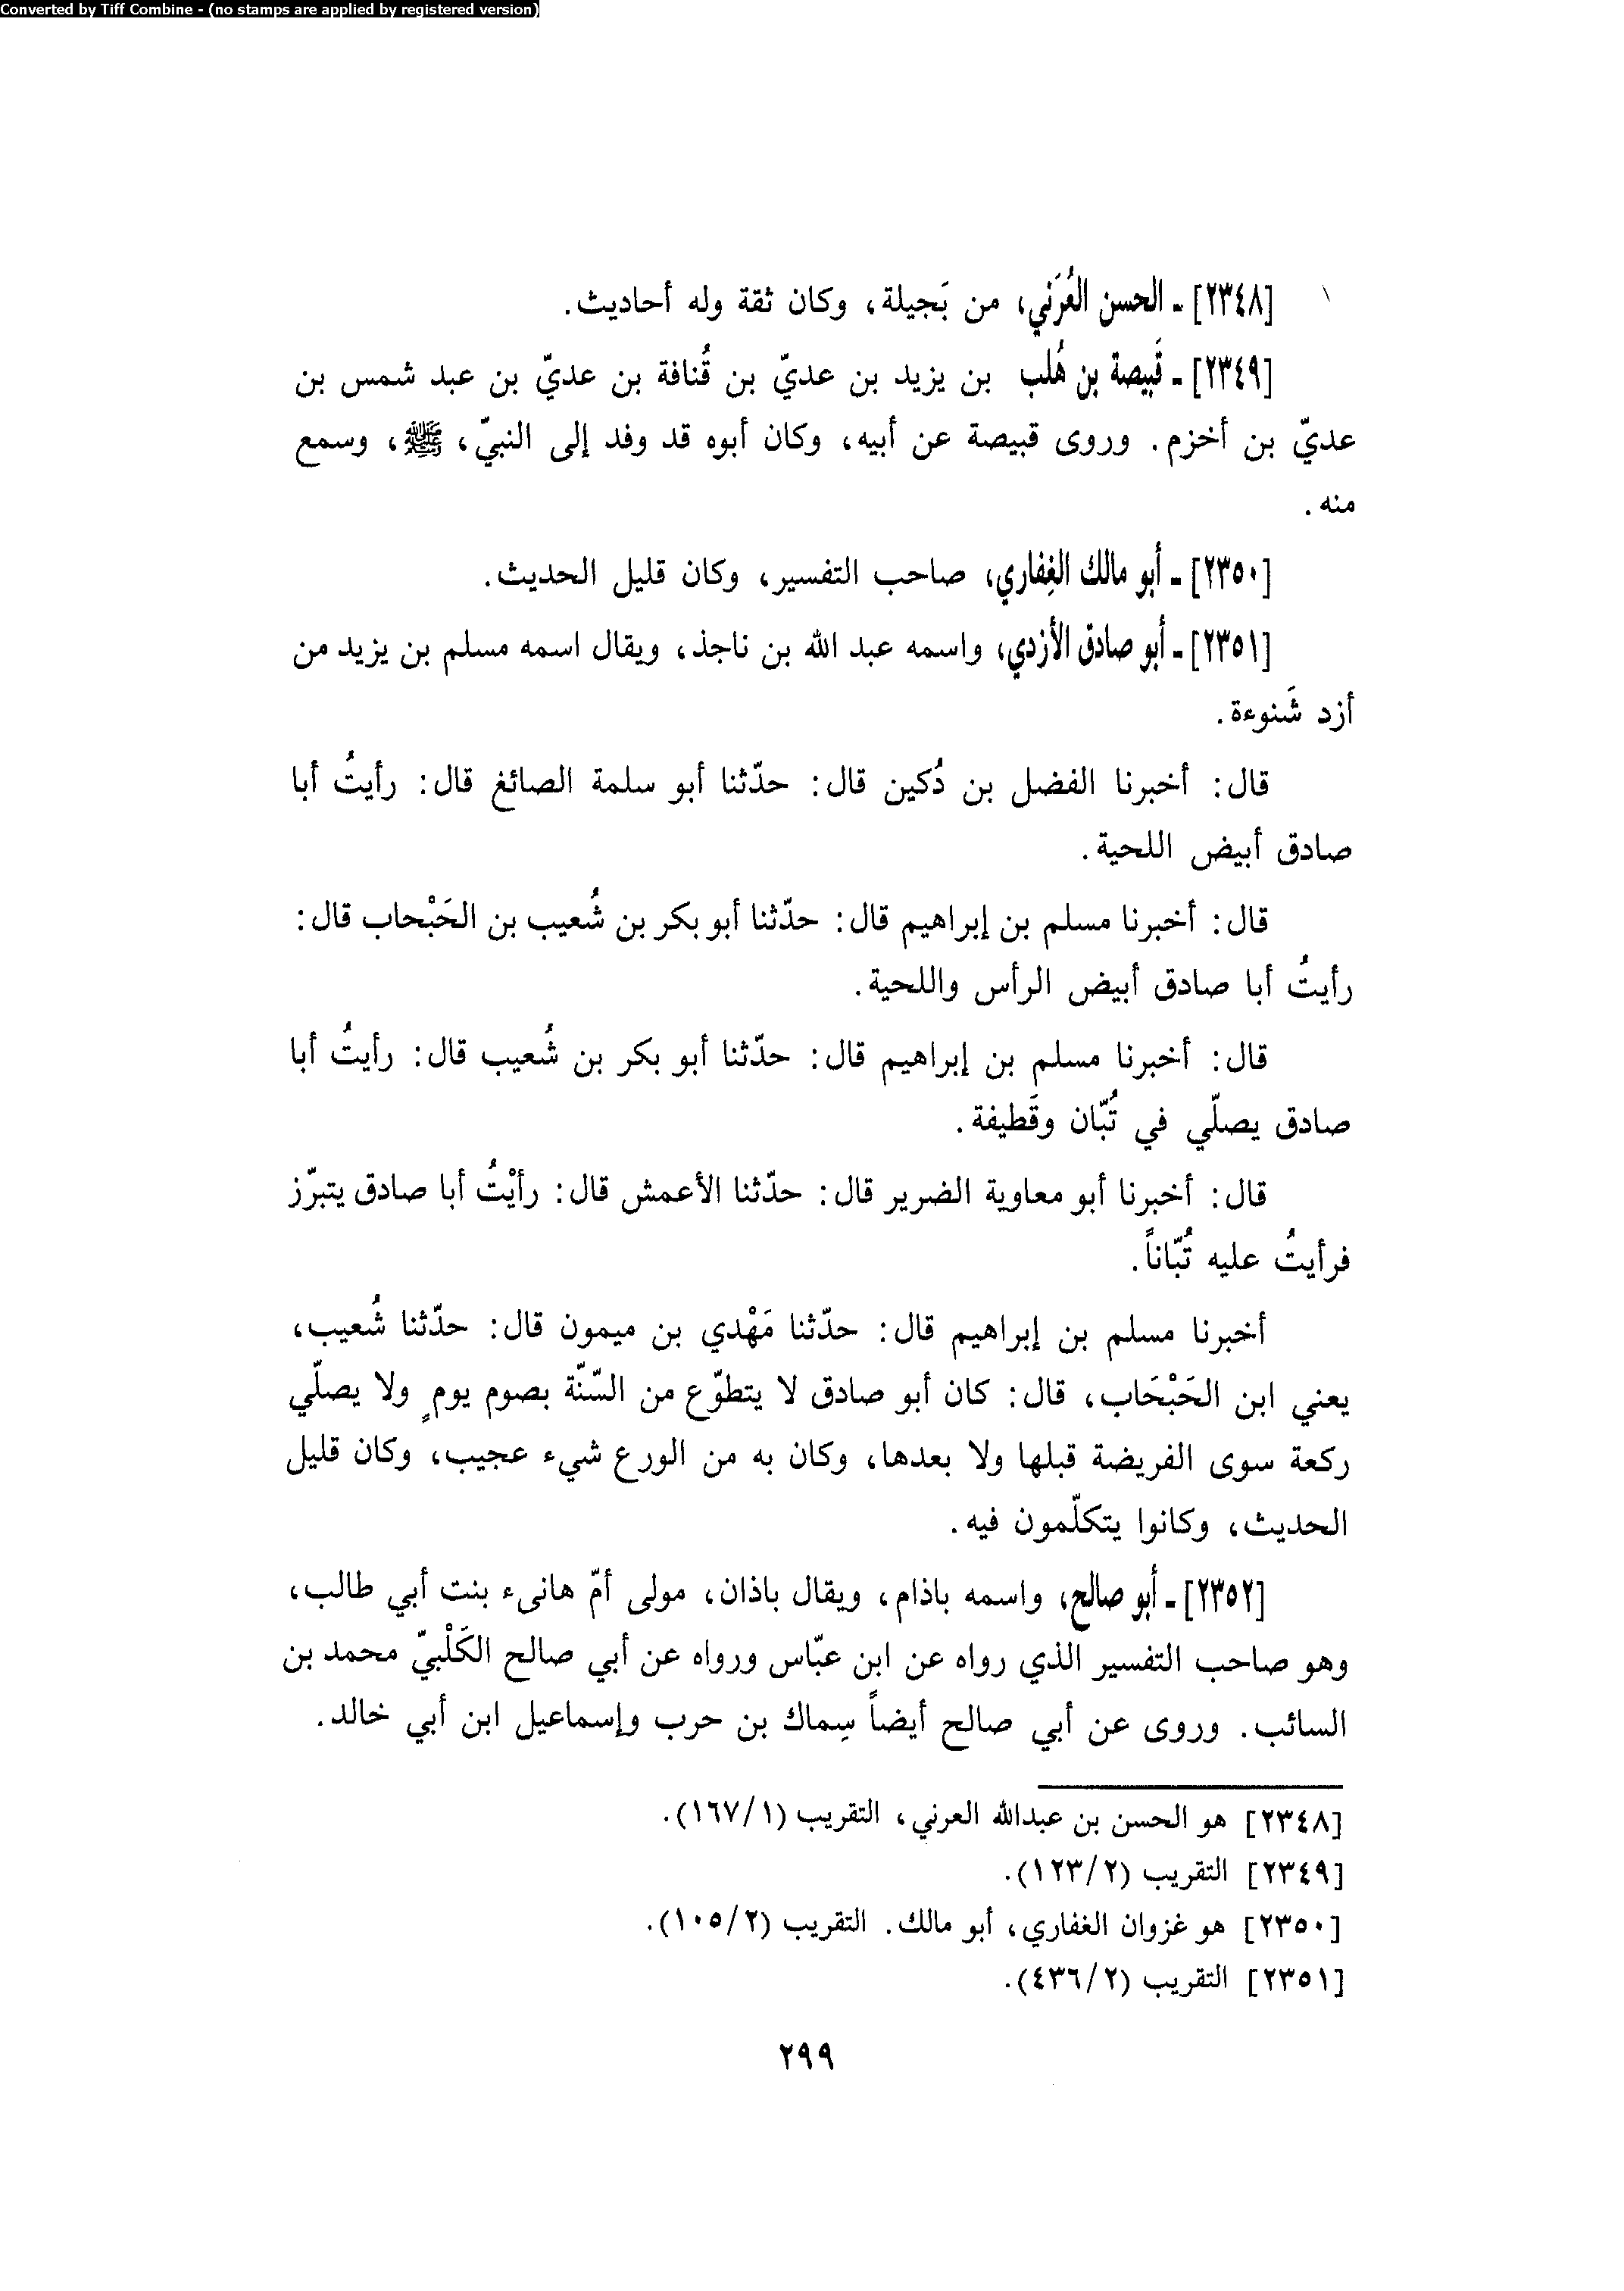 Converted by Tiff Combine - (no stamps are applied by registered version)
[٢٣٤٨] ـ الحسن العُرَني، من بَجيلة، وكان ثقة وله أحاديث.
[٢٣٤٩] ـ قَبيصة بن هُلب بن يزيد بن عديّ بن قُنافة بن عديّ بن عبد شمس بن
عديّ بن أخزم. وروى قبيصة عن أبيه، وكان أبوه قد وفد إلى النبيّ، ﷺ، وسمع
منه.
[٢٣٥٠] ـ أبو مالك الغِفاري، صاحب التفسير، وكان قليل الحديث.
[٢٣٥١] ـ أبو صادق الأزدي، واسمه عبد الله بن ناجذ، ويقال اسمه مسلم بن يزيد من
أزد شَنوءة.
قال: أخبرنا الفضل بن دُكين قال: حدّثنا أبو سلمة الصائغ قال: رأيتُ أبا
صادق أبيض اللحية.
قال: أخبرنا مسلم بن إبراهيم قال: حدّثنا أبو بكر بن شُعيب بن الحَبْحاب قال:
رأيتُ أبا صادق أبيض الرأس واللحية.
قال: أخبرنا مسلم بن إبراهيم قال: حدّثنا أبو بكر بن شُعيب قال: رأيتُ أبا
صادق يصلّي في تُبّان وقَطيفة.
قال: أخبرنا أبو معاوية الضرير قال: حدّثنا الأعمش قال: رأيْتُ أبا صادق يتبرّز
فرأيتُ عليه تُبّاناً.
أخبرنا مسلم بن إبراهيم قال: حدّثنا مَهْدي بن ميمون قال: حدّثنا شُعيب،
يعني ابن الحَبْحَاب، قال: كان أبو صادق لا يتطوّع من السّنّة بصوم يومٍ ولا يصلّي
ركعة سوى الفريضة قبلها ولا بعدها، وكان به من الورع شيء عجيب، وكان قليل
الحديث، وكانوا يتكلّمون فيه.
[٢٣٥٢] ـ أبو صالح، واسمه باذام، ويقال باذان، مولى أمّ هانىء بنت أبي طالب،
وهو صاحب التفسير الذي رواه عن ابن عبّاس ورواه عن أبي صالح الكَلْبيّ محمد بن
السائب. وروى عن أبي صالح أيضاً سِماك بن حرب وإسماعيل ابن أبي خالد.
[٢٣٤٨] هو الحسن بن عبدالله العرني، التقريب (١/١٦٧).
[٢٣٤٩] التقريب (٢/١٢٣).
[٢٣٥٠] هو غزوان الغفاري، أبو مالك. التقريب (٢/١٠٥).
[٢٣٥١] التقريب (٢/٤٣٦).
٢٩٩